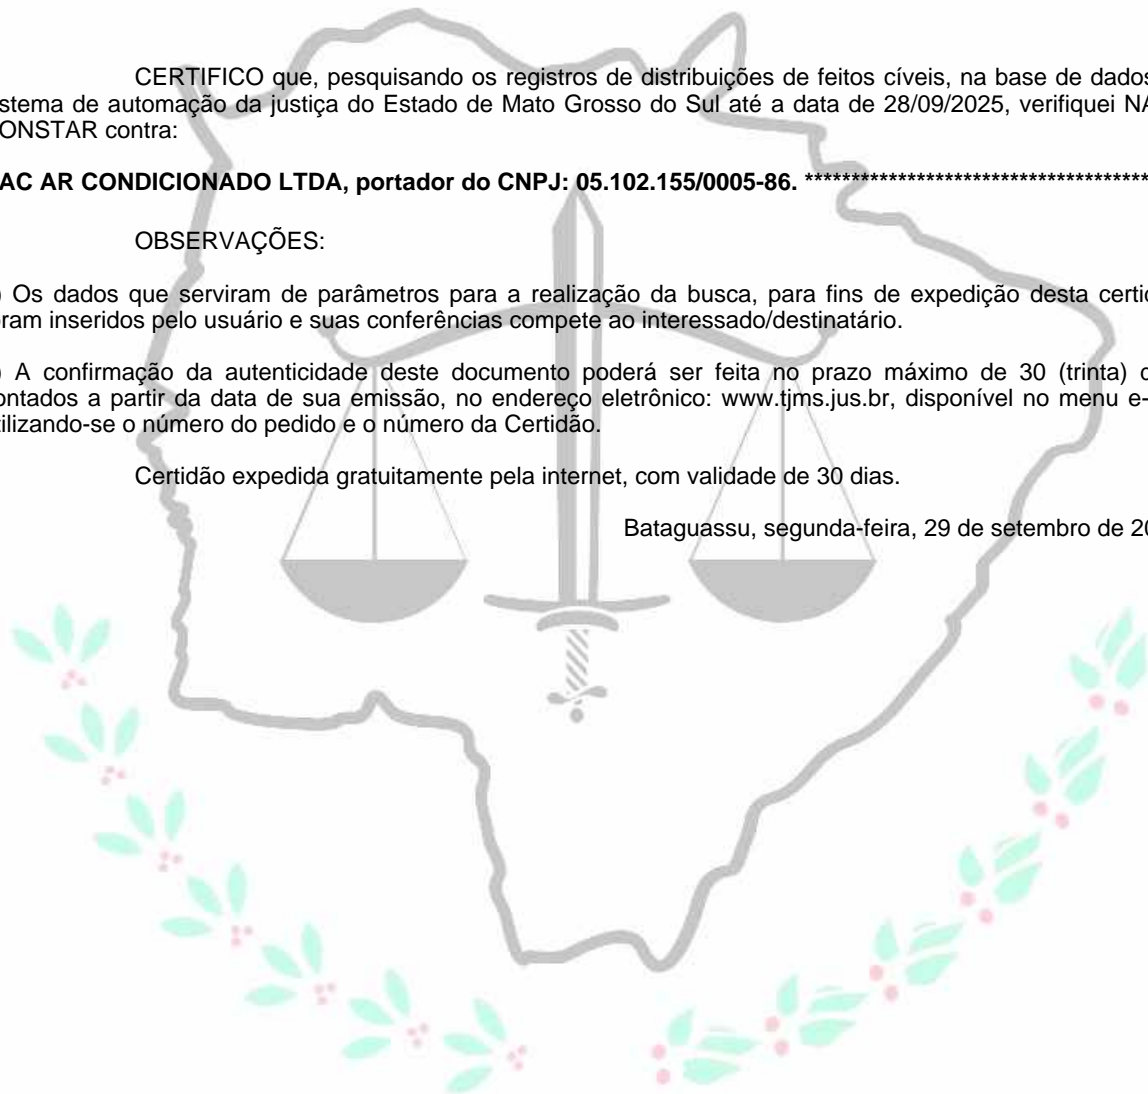 CERTIFICO que, pesquisando os registros de distribuições de feitos cíveis, na base de dados
stema de automação da justiça do Estado de Mato Grosso do Sul até a data de 28/09/2025, verifiquei NÃ
ONSTAR contra:
AC AR CONDICIONADO LTDA, portador do CNPJ: 05.102.155/0005-86. *************************************
OBSERVAÇÕES:
) Os dados que serviram de parâmetros para a realização da busca, para fins de expedição desta certid
ram inseridos pelo usuário e suas conferências compete ao interessado/destinatário.
) A confirmação da autenticidade deste documento poderá ser feita no prazo máximo de 30 (trinta) d
ontados a partir da data de sua emissão, no endereço eletrônico: www.tjms.jus.br, disponível no menu e-
tilizando-se o número do pedido e o número da Certidão.
Certidão expedida gratuitamente pela internet, com validade de 30 dias.
Bataguassu, segunda-feira, 29 de setembro de 20